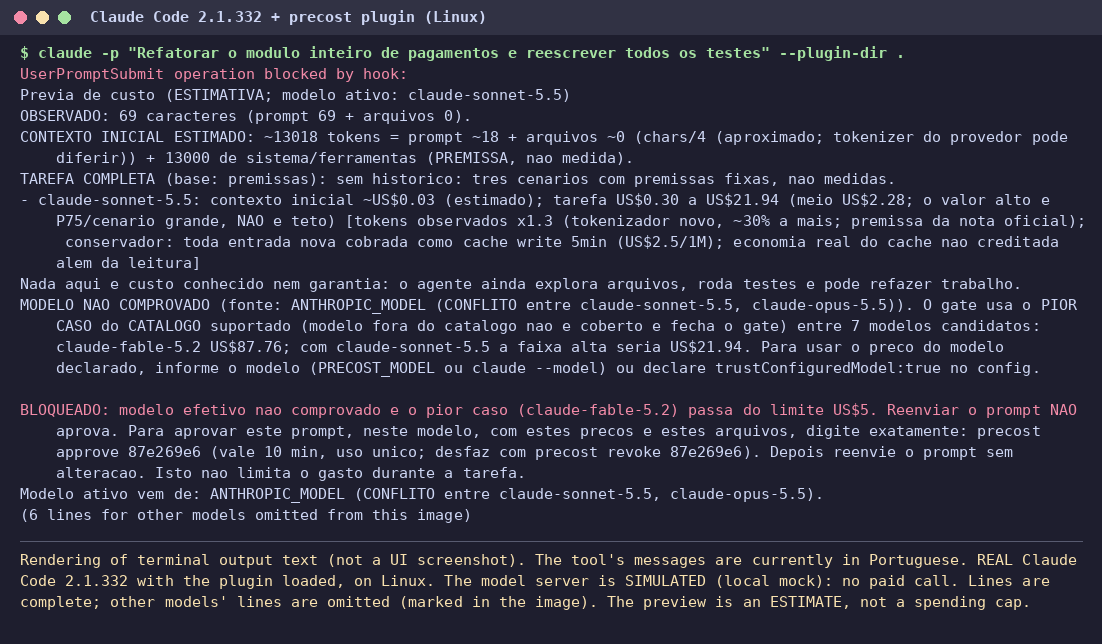 Claude Code 2.1.332 + precost plugin (Linux)
$ claude -p "Refatorar o modulo inteiro de pagamentos e reescrever todos os testes" --plugin-dir .
UserPromptSubmit operation blocked by hook:
Previa de custo (ESTIMATIVA; modelo ativo: claude-sonnet-5.5)
OBSERVADO: 69 caracteres (prompt 69 + arquivos 0).
CONTEXTO INICIAL ESTIMADO: ~13018 tokens = prompt ~18 + arquivos ~0 (chars/4 (aproximado; tokenizer do provedor pode
diferir)) + 13000 de sistema/ferramentas (PREMISSA, nao medida).
TAREFA COMPLETA (base: premissas): sem historico: tres cenarios com premissas fixas, nao medidas.
- claude-sonnet-5.5: contexto inicial ~US$0.03 (estimado); tarefa US$0.30 a US$21.94 (meio US$2.28; o valor alto e
P75/cenario grande, NAO e teto) [tokens observados x1.3 (tokenizador novo, ~30% a mais; premissa da nota oficial);
conservador: toda entrada nova cobrada como cache write 5min (US$2.5/1M); economia real do cache nao creditada
alem da leitura]
Nada aqui e custo conhecido nem garantia: o agente ainda explora arquivos, roda testes e pode refazer trabalho.
MODELO NAO COMPROVADO (fonte: ANTHROPIC_MODEL (CONFLITO entre claude-sonnet-5.5, claude-opus-5.5)). O gate usa o PIOR
CASO do CATALOGO suportado (modelo fora do catalogo nao e coberto e fecha o gate) entre 7 modelos candidatos:
claude-fable-5.2 US$87.76; com claude-sonnet-5.5 a faixa alta seria US$21.94. Para usar o preco do modelo
declarado, informe o modelo (PRECOST_MODEL ou claude --model) ou declare trustConfiguredModel:true no config.
BLOQUEADO: modelo efetivo nao comprovado e o pior caso (claude-fable-5.2) passa do limite US$5. Reenviar o prompt NAO
aprova. Para aprovar este prompt, neste modelo, com estes precos e estes arquivos, digite exatamente: precost
approve 87e269e6 (vale 10 min, uso unico; desfaz com precost revoke 87e269e6). Depois reenvie o prompt sem
alteracao. Isto nao limita o gasto durante a tarefa.
Modelo ativo vem de: ANTHROPIC_MODEL (CONFLITO entre claude-sonnet-5.5, claude-opus-5.5).
(6 lines for other models omitted from this image)
Rendering of terminal output text (not a UI screenshot). The tool's messages are currently in Portuguese. REAL Claude
Code 2.1.332 with the plugin loaded, on Linux. The model server is SIMULATED (local mock): no paid call. Lines are
complete; other models' lines are omitted (marked in the image). The preview is an ESTIMATE, not a spending cap.